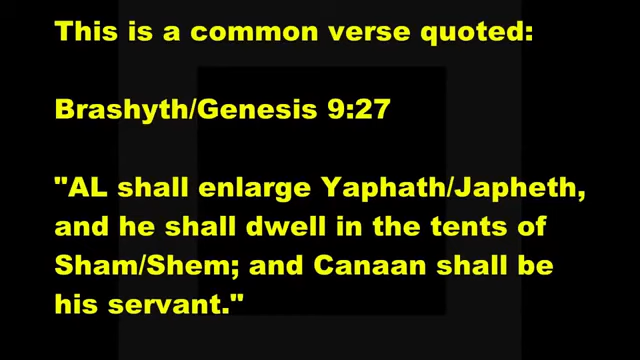 This is a common verse quoted:
Brashyth/Genesis 9:27
"AL shall enlarge Yaphath/Japheth,
and he shall dwell in the tents of
Sham/Shem; and Canaan shall be
his servant."